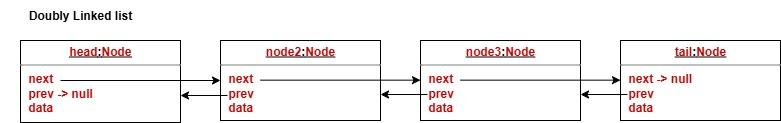 Doubly Linked list
head:Node
next
prev -> null
data
node2:Node
next
prev
data
node3:Node
next
prev
data
tail:Node
next -> null
prev
data